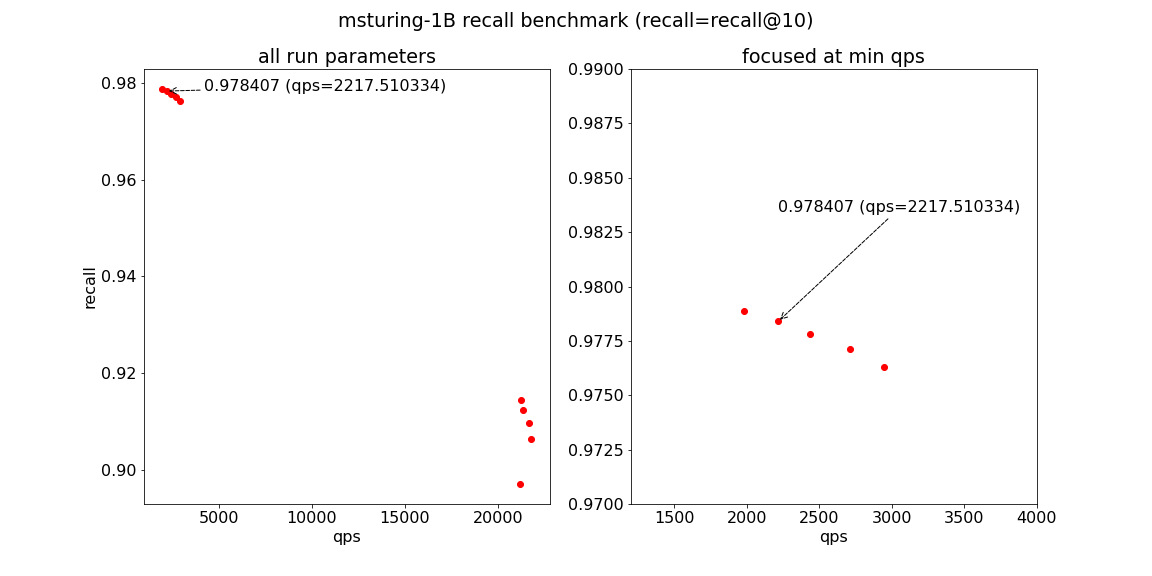 msturing-1B recall benchmark (recall=recall@10)
all run parameters
0.98
0.96
0.94
0.92
0.90
recall
0.978407 (qps=2217.510334)
5000 10000 15000 20000
qps
focused at min qps
0.9900
0.9875
0.9850
0.9825
0.9800
0.9775
0.9750
0.9725
0.9700
0.978407 (qps=2217.510334)
1500 2000 2500 3000 3500 4000
qps